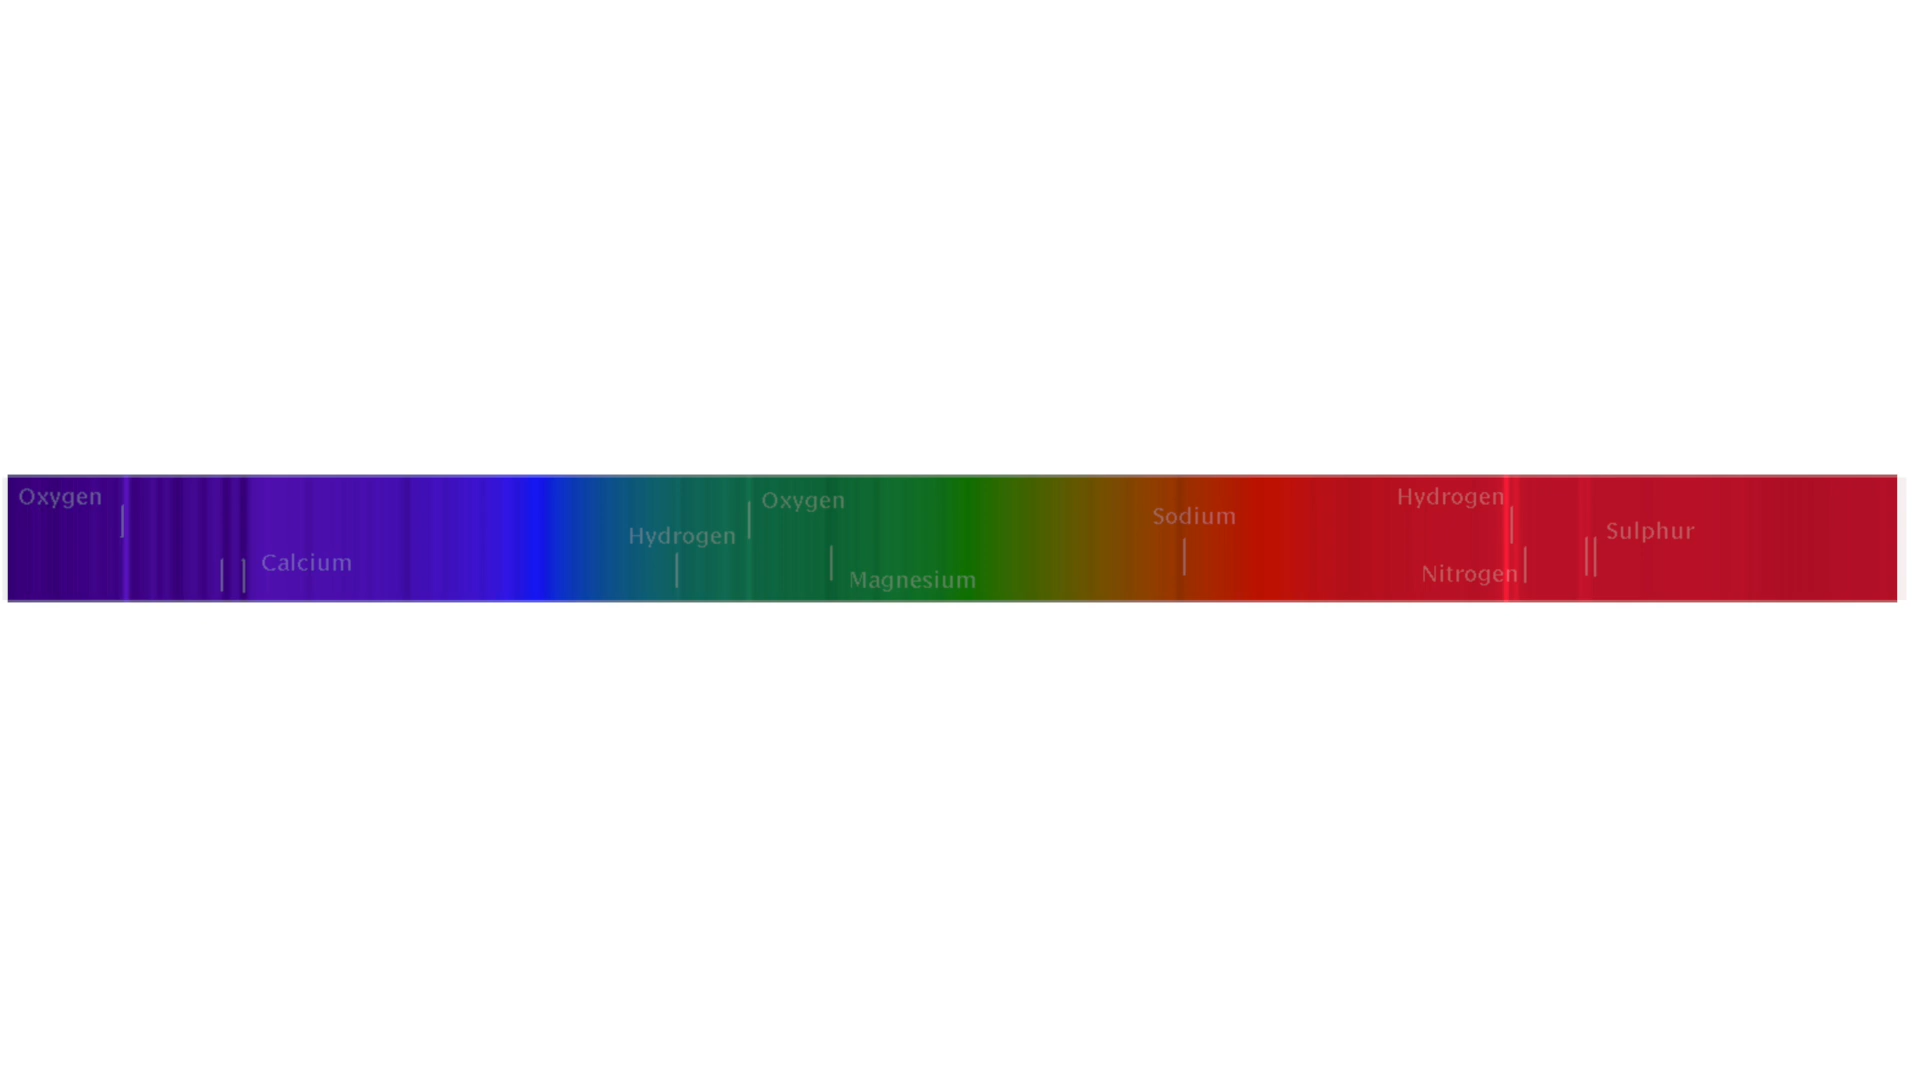 Oxygen
Calcium
Hydrogen
Oxygen
Magnesium
Sodium
Hydrogen
Nitrogen
Sulphur